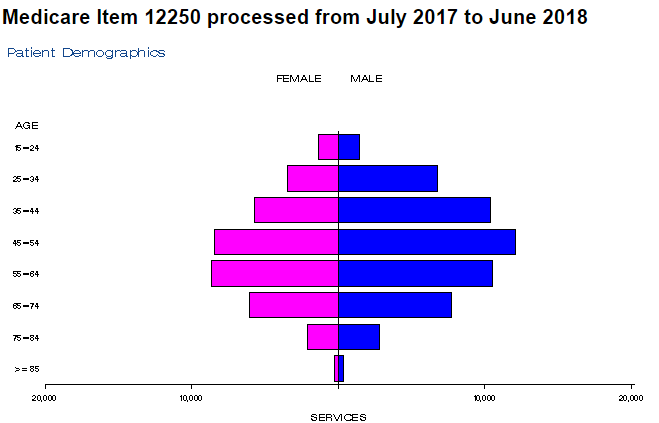 Medicare Item 12250 processed from July 2017 to June 2018
Patient Demographics
FEMALE MALE
AGE
15-24
25-34
35-44
45-54
55-64
65-74
75-84
>=85
20,000 10,000 10,000 20,000
SERVICES